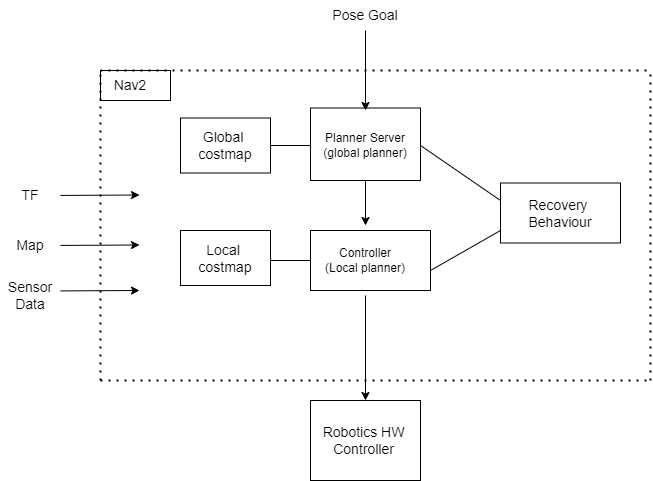 Pose Goal
Nav2
Global
costmap
Planner Server
(global planner)
TF
Recovery
Behaviour
Map
Local
costmap
Controller
(Local planner)
Sensor
Data
Robotics HW
Controller